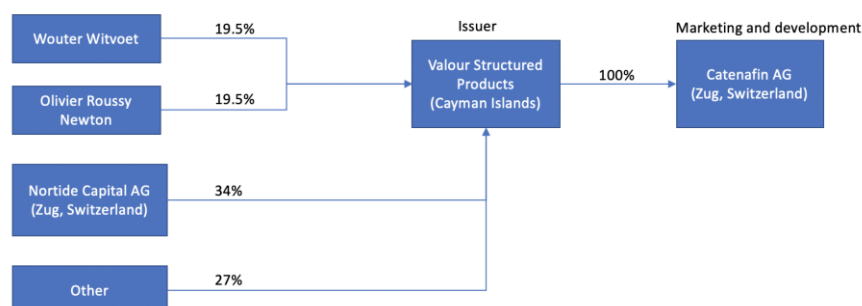 Issuer
Marketing and development
Wouter Witvoet
19.5%
Valour Structured
Products
(Cayman Islands)
100%
Catenafin AG
(Zug, Switzerland)
Olivier Roussy
Newton
19.5%
Nortide Capital AG
(Zug, Switzerland)
34%
Other
27%